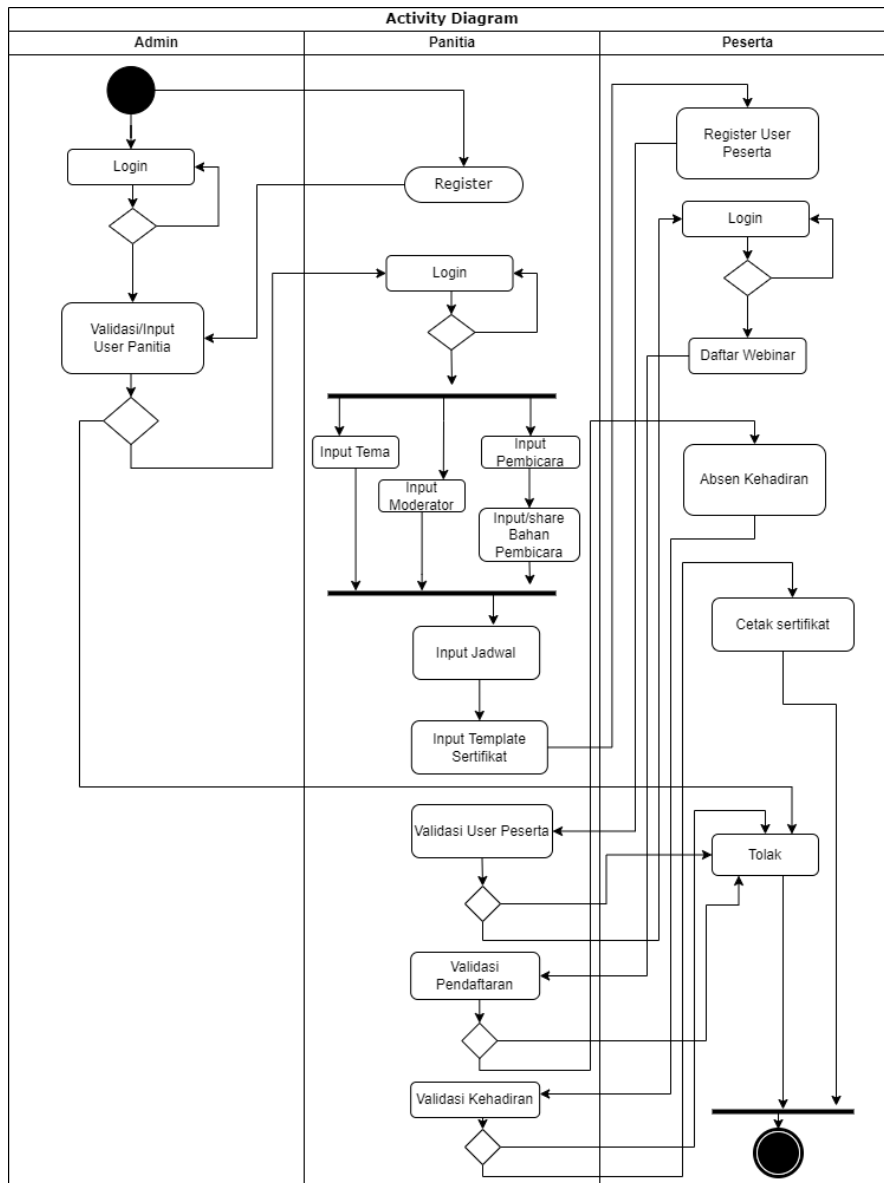 Activity Diagram
Admin
Panitia
Peserta
Login
Validasi/Input
User Panitia
Register
Login
Input Tema
Input
Moderator
Input
Pembicara
Input/share
Bahan
Pembicara
Input Jadwal
Input Template
Sertifikat
Validasi User Peserta
Validasi
Pendaftaran
Validasi Kehadiran
Register User
Peserta
Login
Daftar Webinar
Absen Kehadiran
Cetak sertifikat
Tolak